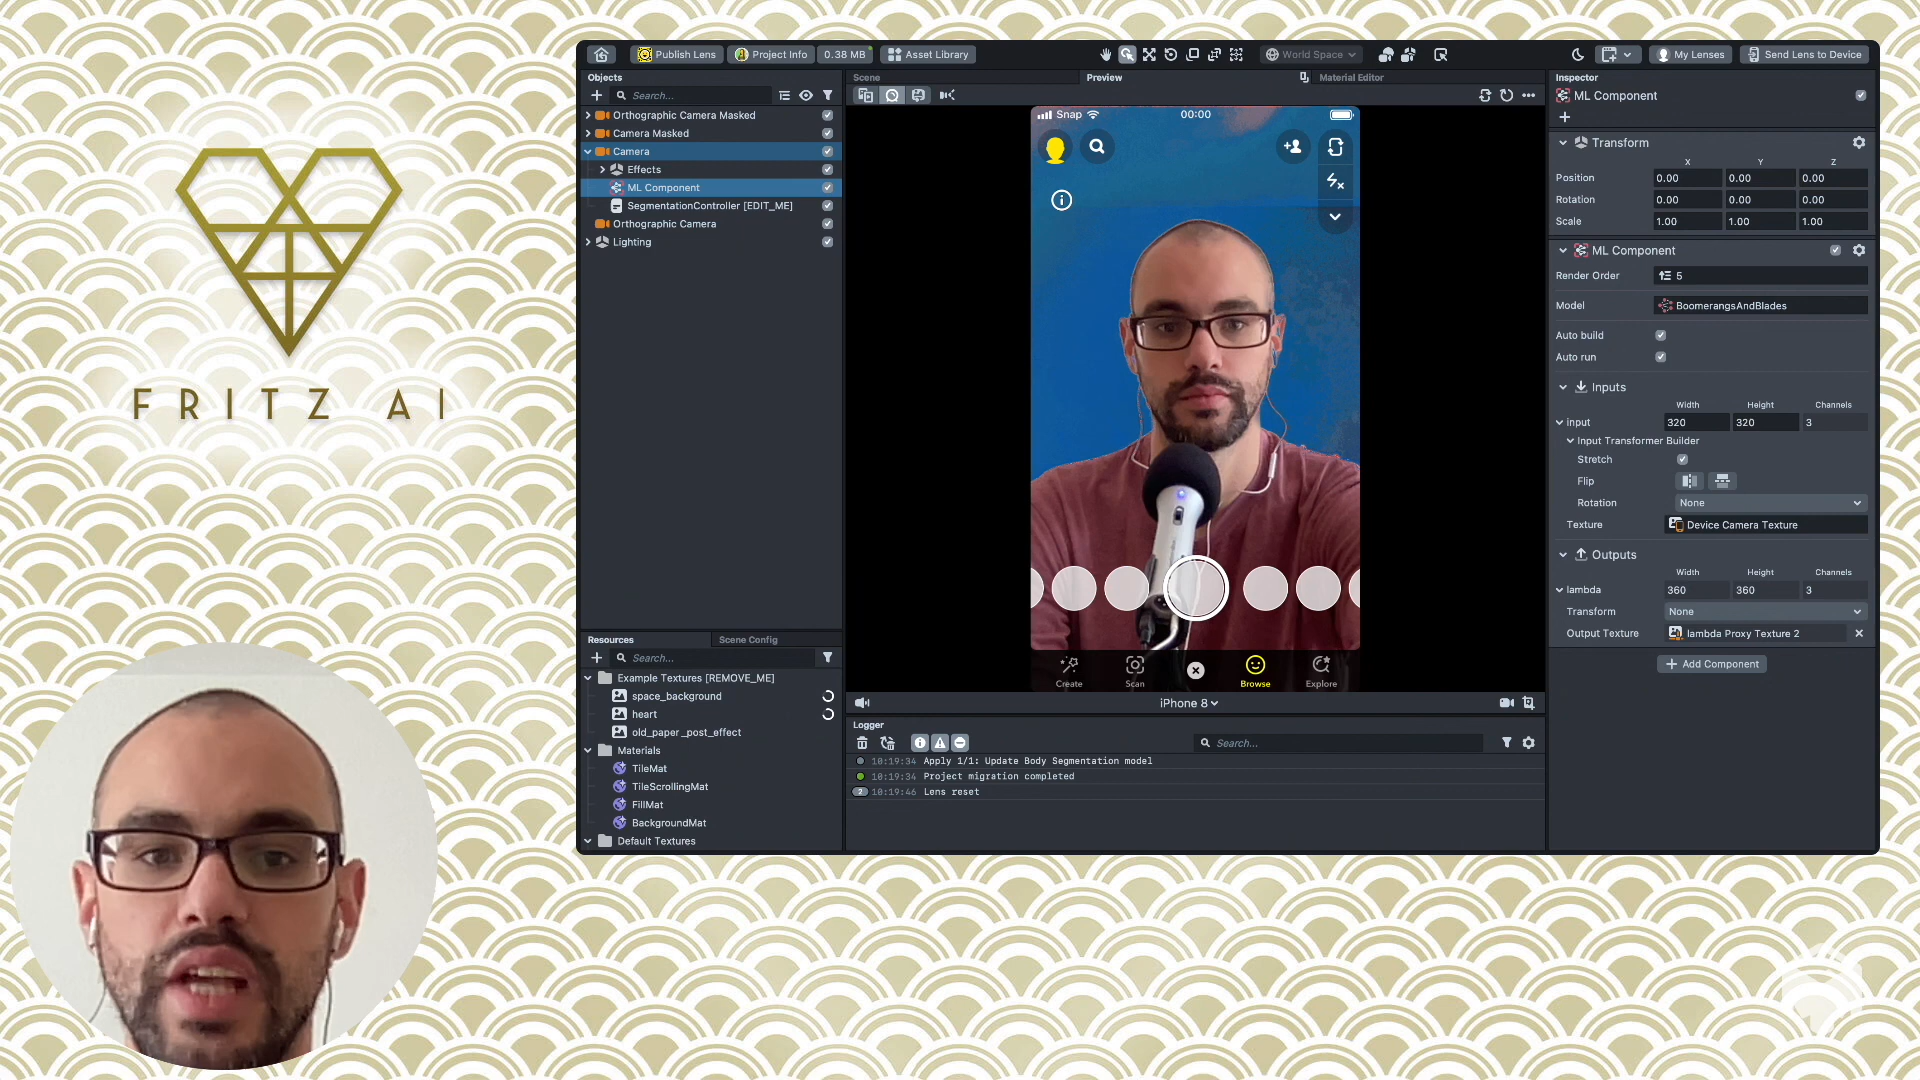 FRITZ AI
Publish Lens
Project Info
0.38 MB
Asset Library
World Space
My Lenses
Send Lens to Device
Objects
Search...
Orthographic Camera Masked
Camera Masked
Camera
Effects
ML Component
SegmentationController [EDIT_ME]
Orthographic Camera
Lighting
Resources
Scene Config
Search...
Example Textures [REMOVE_ME]
space_background
heart
old_paper_post_effect
Materials
TileMat
TileScrollingMat
FillMat
BackgroundMat
Default Textures
Scene
Preview
Material Editor
Snap
00:00
Create
Scan
Browse
Explore
iPhone 8
Logger
Search...
10:19:34 Apply 1/1: Update Body Segmentation model
10:19:34 Project migration completed
2 10:19:46 Lens reset
Inspector
ML Component
Transform
X Y Z
Position 0.00 0.00 0.00
Rotation 0.00 0.00 0.00
Scale 1.00 1.00 1.00
ML Component
Render Order 5
Model BoomerangsAndBlades
Auto build
Auto run
Inputs
Width Height Channels
input 320 320 3
Input Transformer Builder
Stretch
Flip
Rotation None
Texture Device Camera Texture
Outputs
Width Height Channels
lambda 360 360 3
Transform None
Output Texture lambda Proxy Texture 2
Add Component